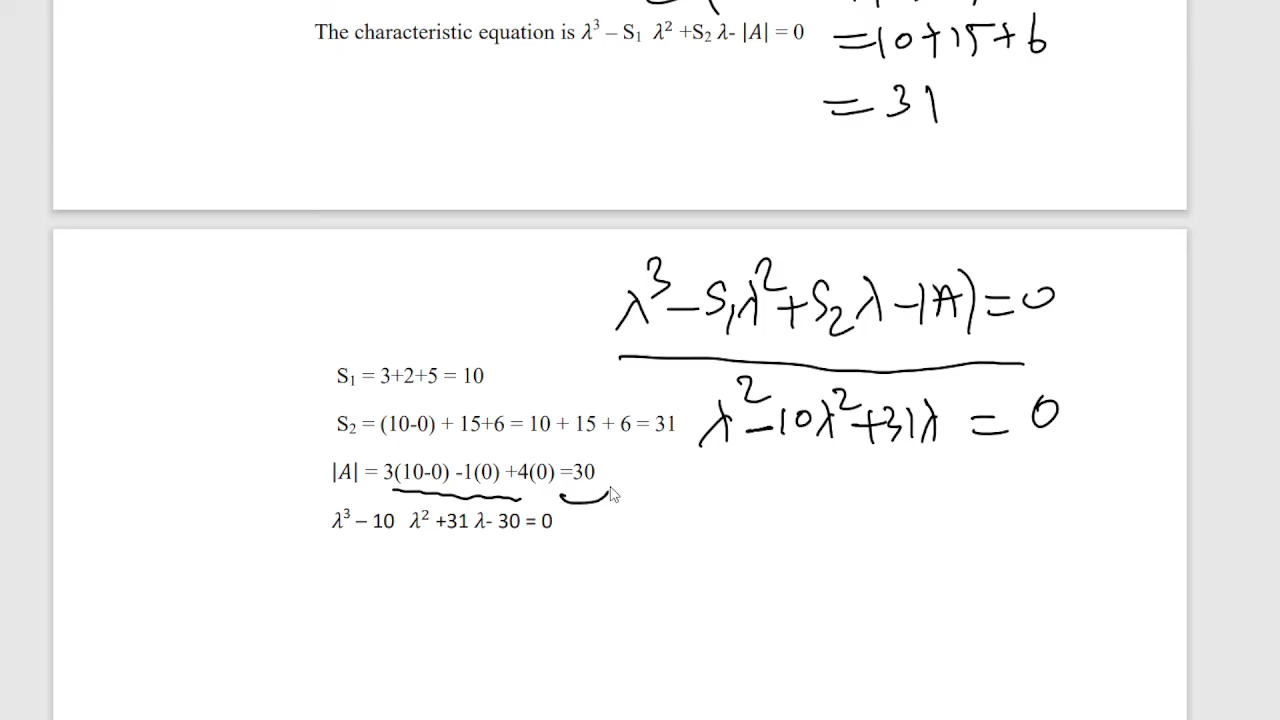 The characteristic equation is λ³ – S₁ λ² +S₂ λ- |A| = 0
=10+15+6
= 31
λ³ -S₁λ²+S₂λ-|A|=0
S₁ = 3+2+5 = 10
λ²-10λ²+31λ = 0
S₂ = (10-0) + 15+6 = 10 + 15 + 6 = 31
|A| = 3(10-0) -1(0) +4(0) =30
λ³ – 10 λ² +31 λ- 30 = 0